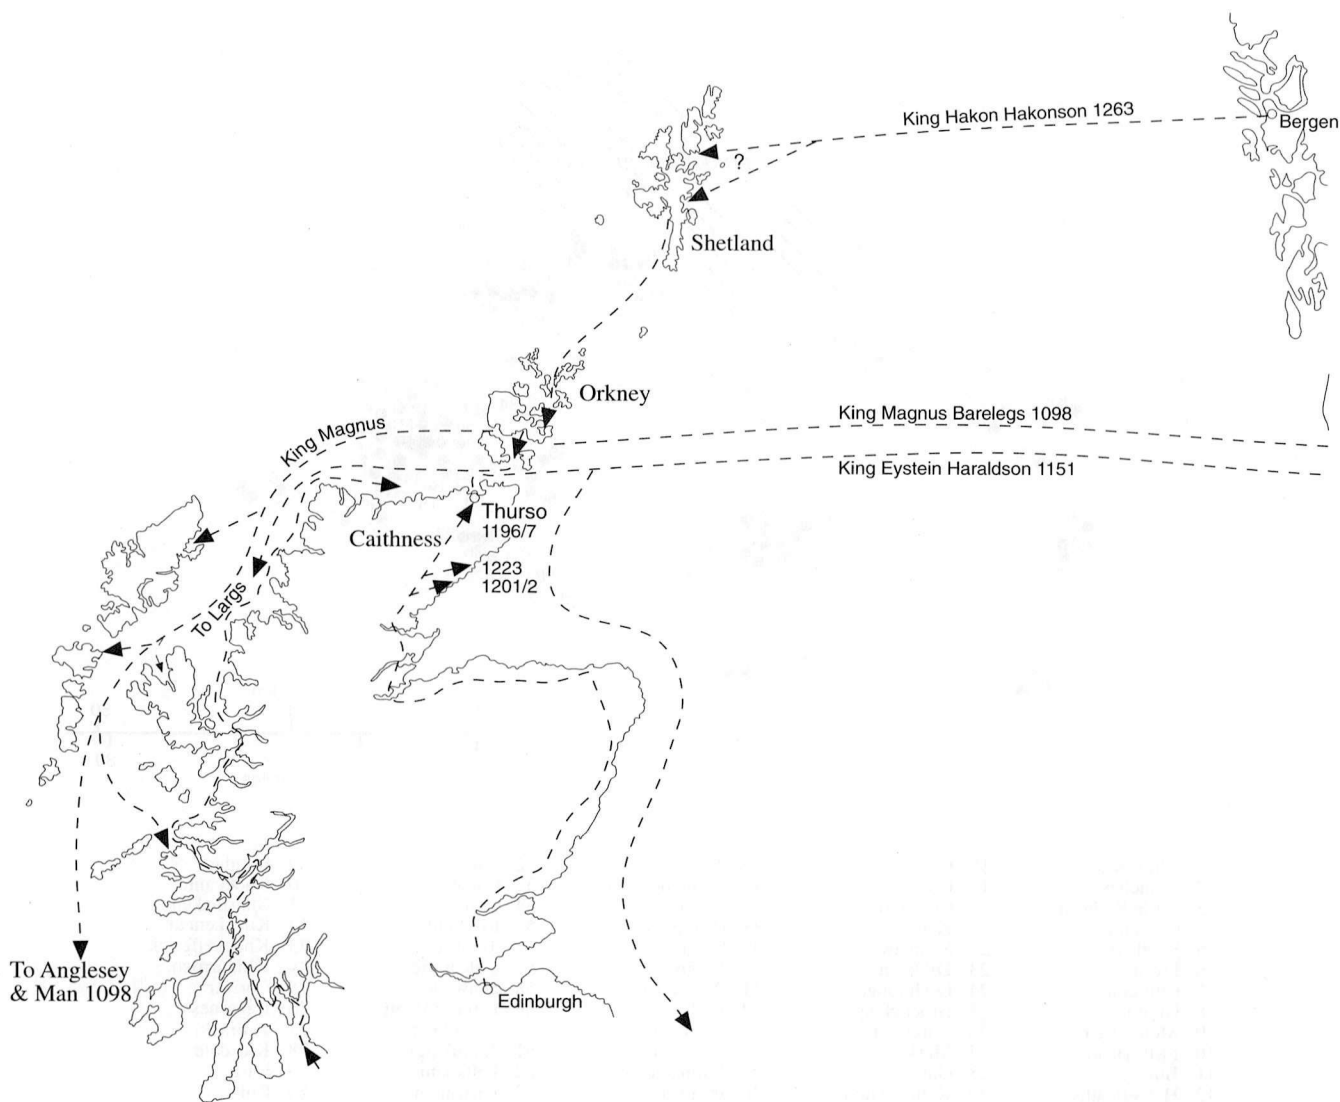 King Hakon Hakonson 1263
Bergen
?
Shetland
Orkney
King Magnus Barelegs 1098
King Magnus
King Eystein Haraldson 1151
Thurso
1196/7
Caithness
1223
1201/2
To Largs
To Anglesey
& Man 1098
Edinburgh